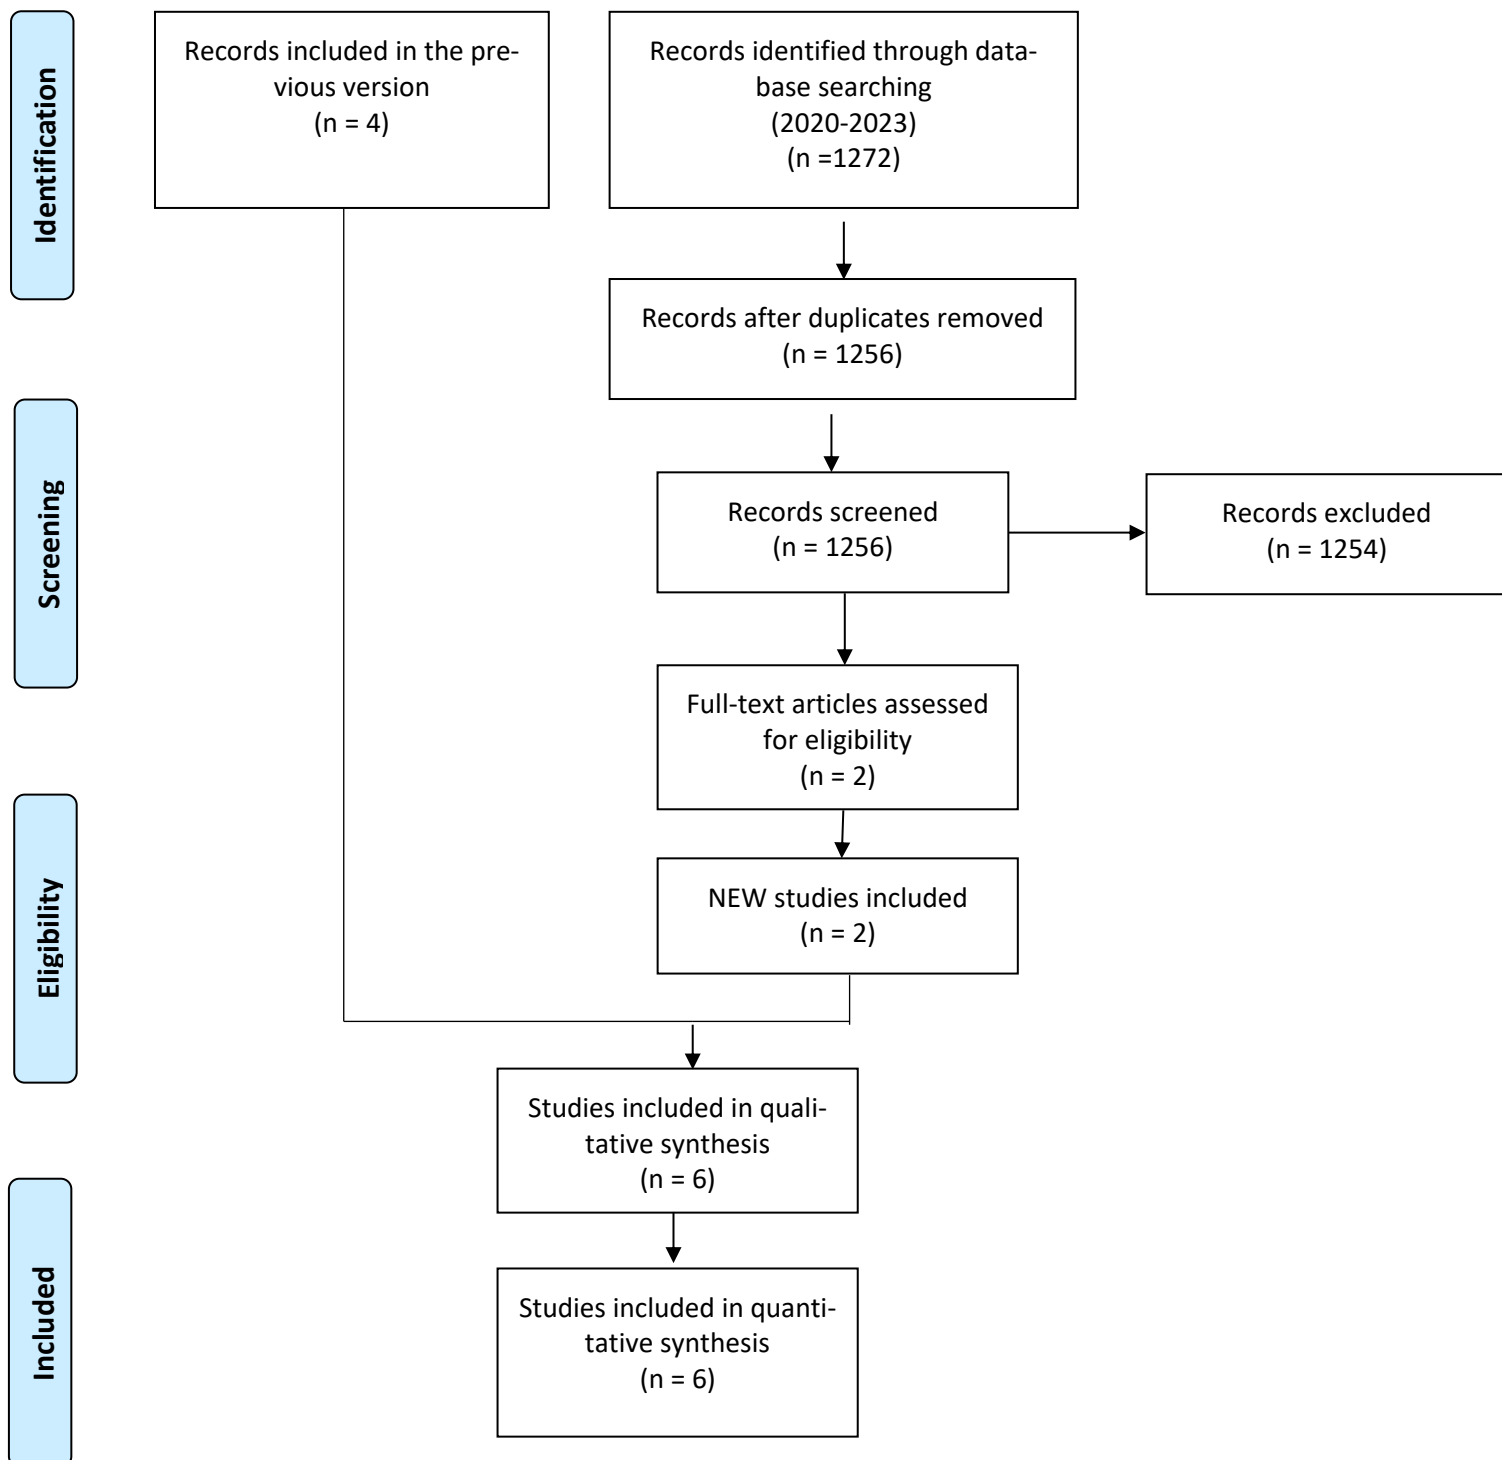 Identification
Records included in the pre-
vious version
(n = 4)
Records identified through data-
base searching
(2020-2023)
(n =1272)
Records after duplicates removed
(n = 1256)
Screening
Records screened
(n = 1256)
Records excluded
(n = 1254)
Full-text articles assessed
for eligibility
(n = 2)
Eligibility
NEW studies included
(n = 2)
Studies included in quali-
tative synthesis
(n = 6)
Included
Studies included in quanti-
tative synthesis
(n = 6)